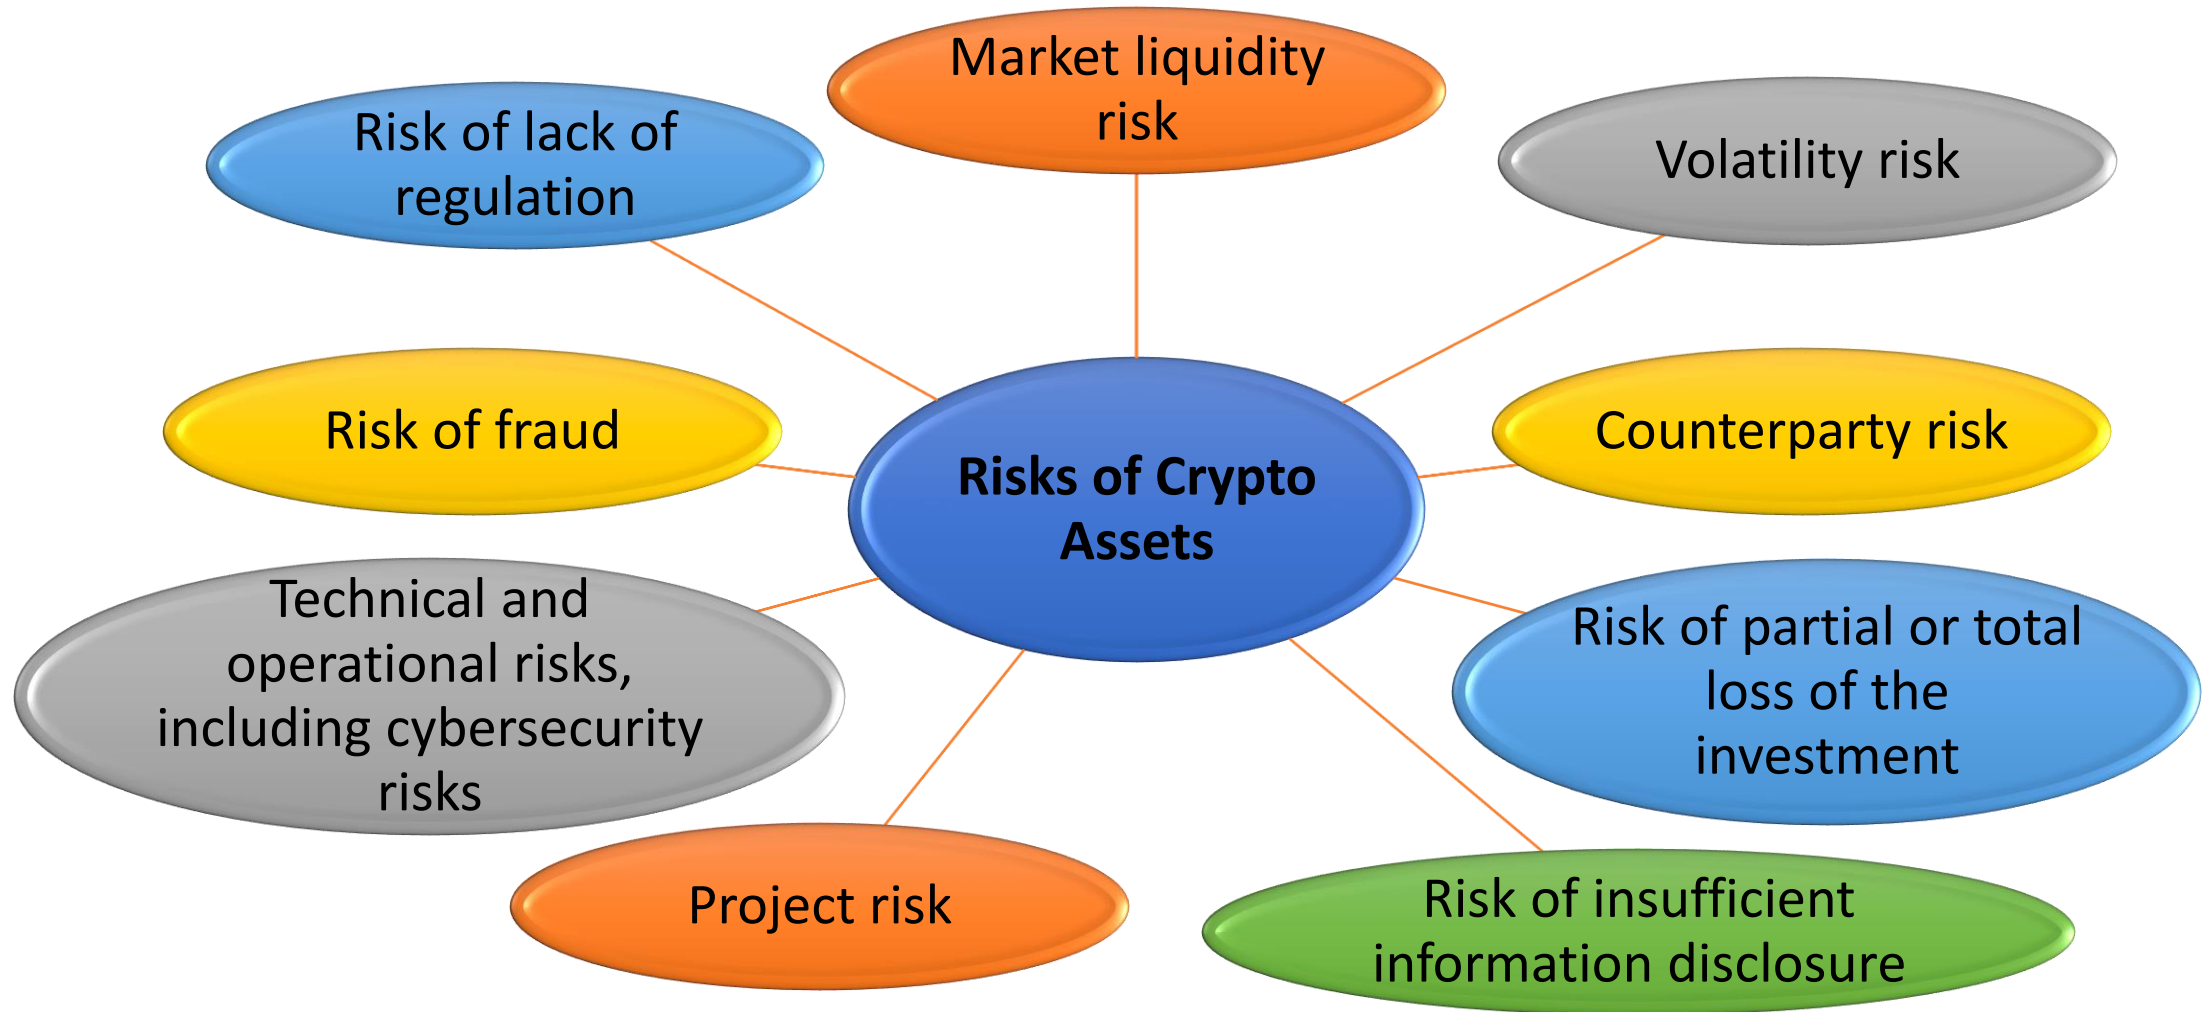 Market liquidity
risk
Risk of lack of
regulation
Volatility risk
Risk of fraud
Counterparty risk
Risks of Crypto
Assets
Technical and
operational risks,
including cybersecurity
risks
Risk of partial or total
loss of the
investment
Project risk
Risk of insufficient
information disclosure